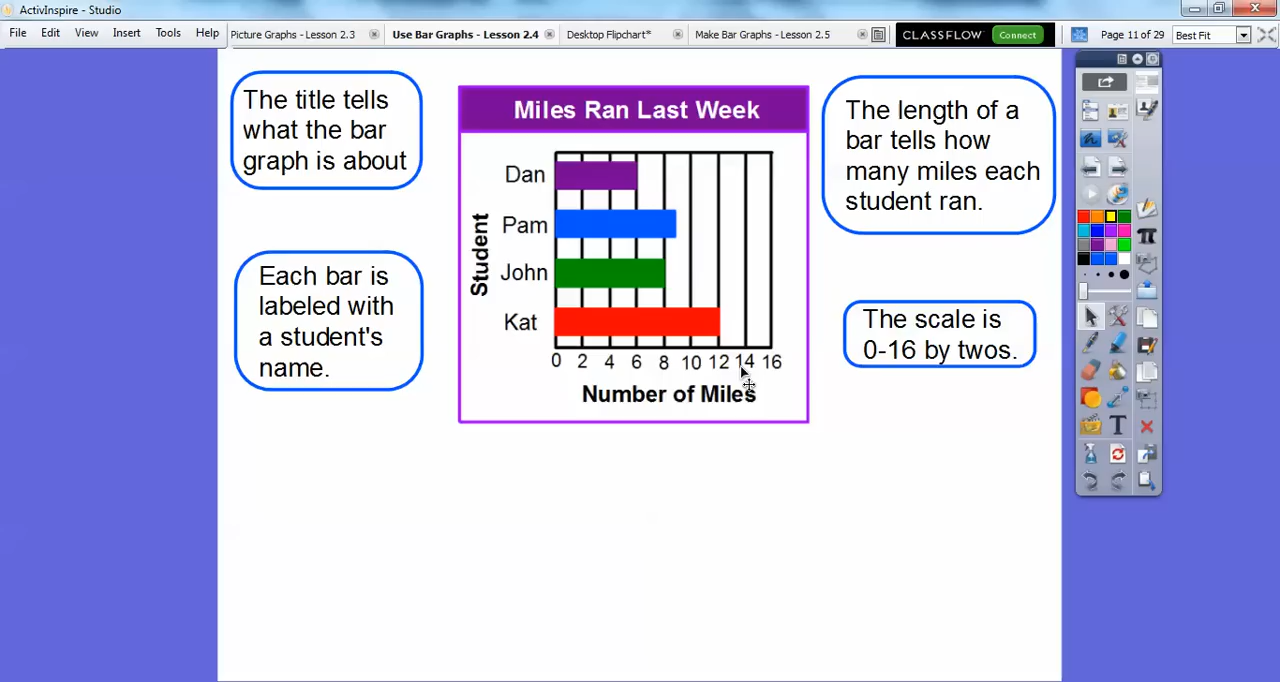 ActivInspire - Studio
File Edit View Insert Tools Help
Picture Graphs - Lesson 2.3 Use Bar Graphs - Lesson 2.4 Desktop Flipchart* Make Bar Graphs - Lesson 2.5
CLASSFLOW Connect
Page 11 of 29 Best Fit
The title tells
what the bar
graph is about
Each bar is
labeled with
a student's
name.
Miles Ran Last Week
Student
Dan
Pam
John
Kat
0 2 4 6 8 10 12 14 16
Number of Miles
The length of a
bar tells how
many miles each
student ran.
The scale is
0-16 by twos.